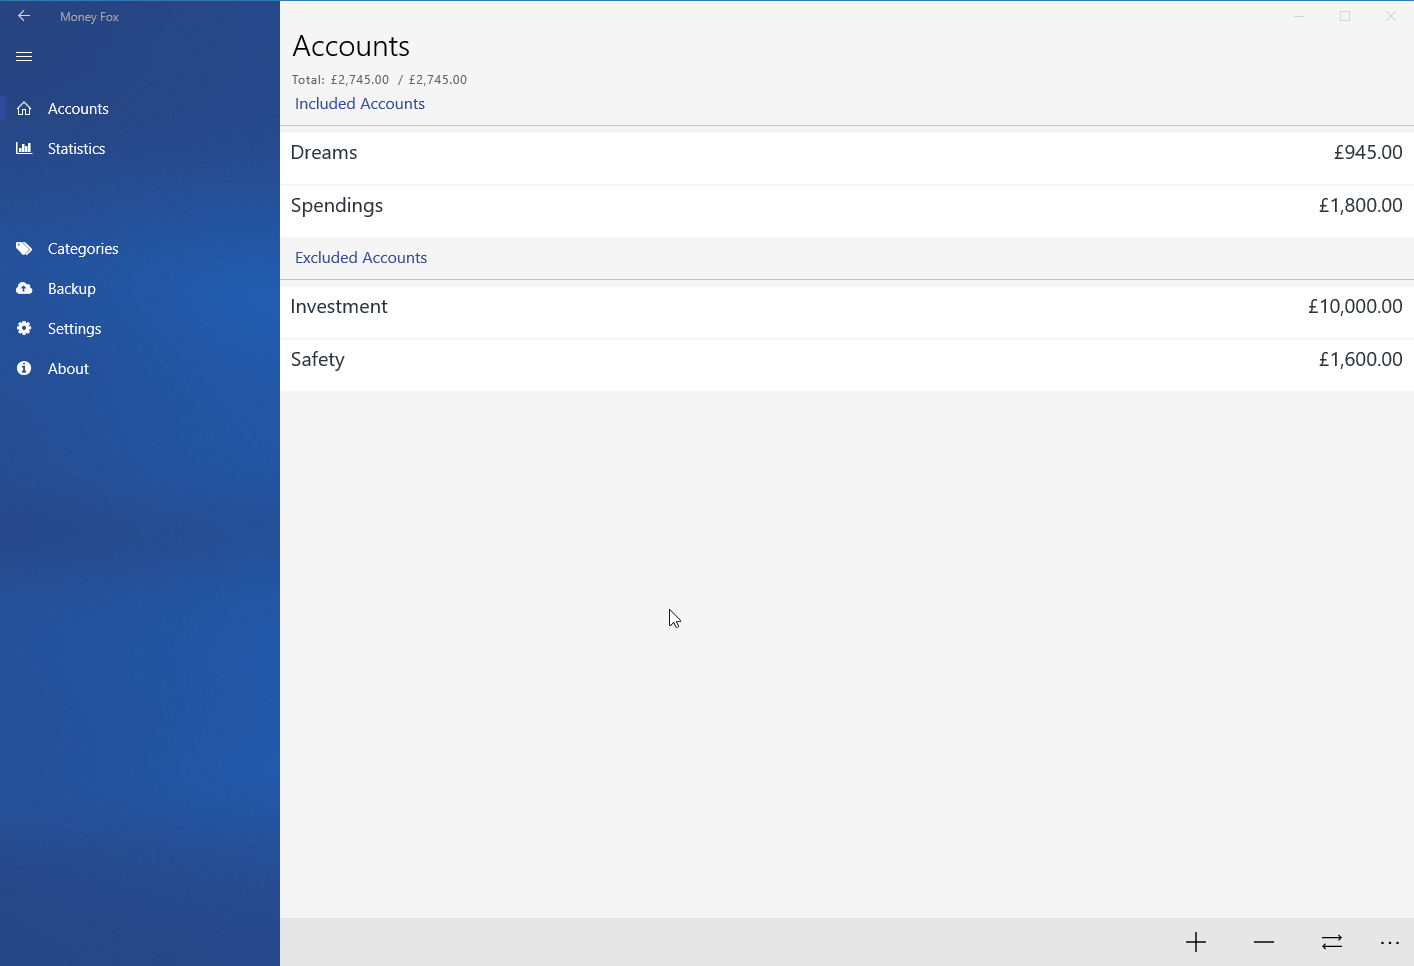 Money Fox
Accounts
Statistics
Categories
Backup
Settings
About
Accounts
Total: £2,745.00 / £2,745.00
Included Accounts
Dreams £945.00
Spendings £1,800.00
Excluded Accounts
Investment £10,000.00
Safety £1,600.00